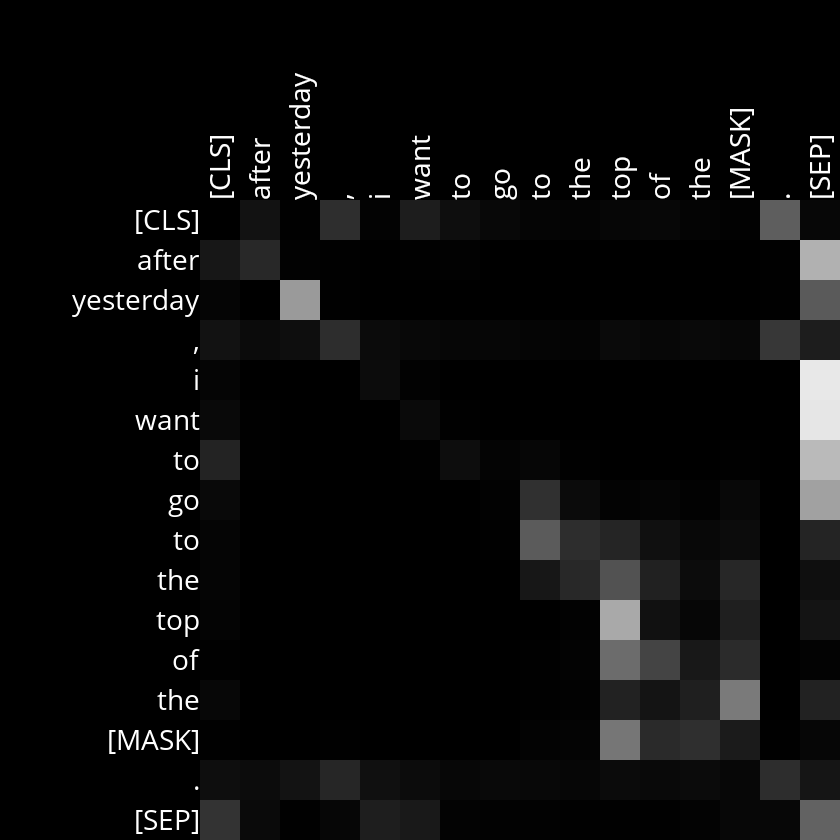 [CLS] after yesterday , i want to go to the top of the [MASK] . [SEP]
[CLS]
after
yesterday
,
i
want
to
go
to
the
top
of
the
[MASK]
.
[SEP]